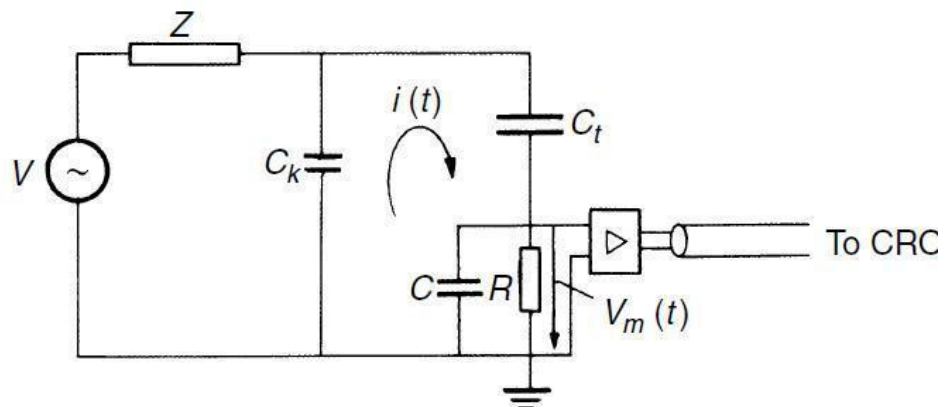 Z
i (t)
C_t
V
~
C_k
To CRO
C
R
V_m (t)